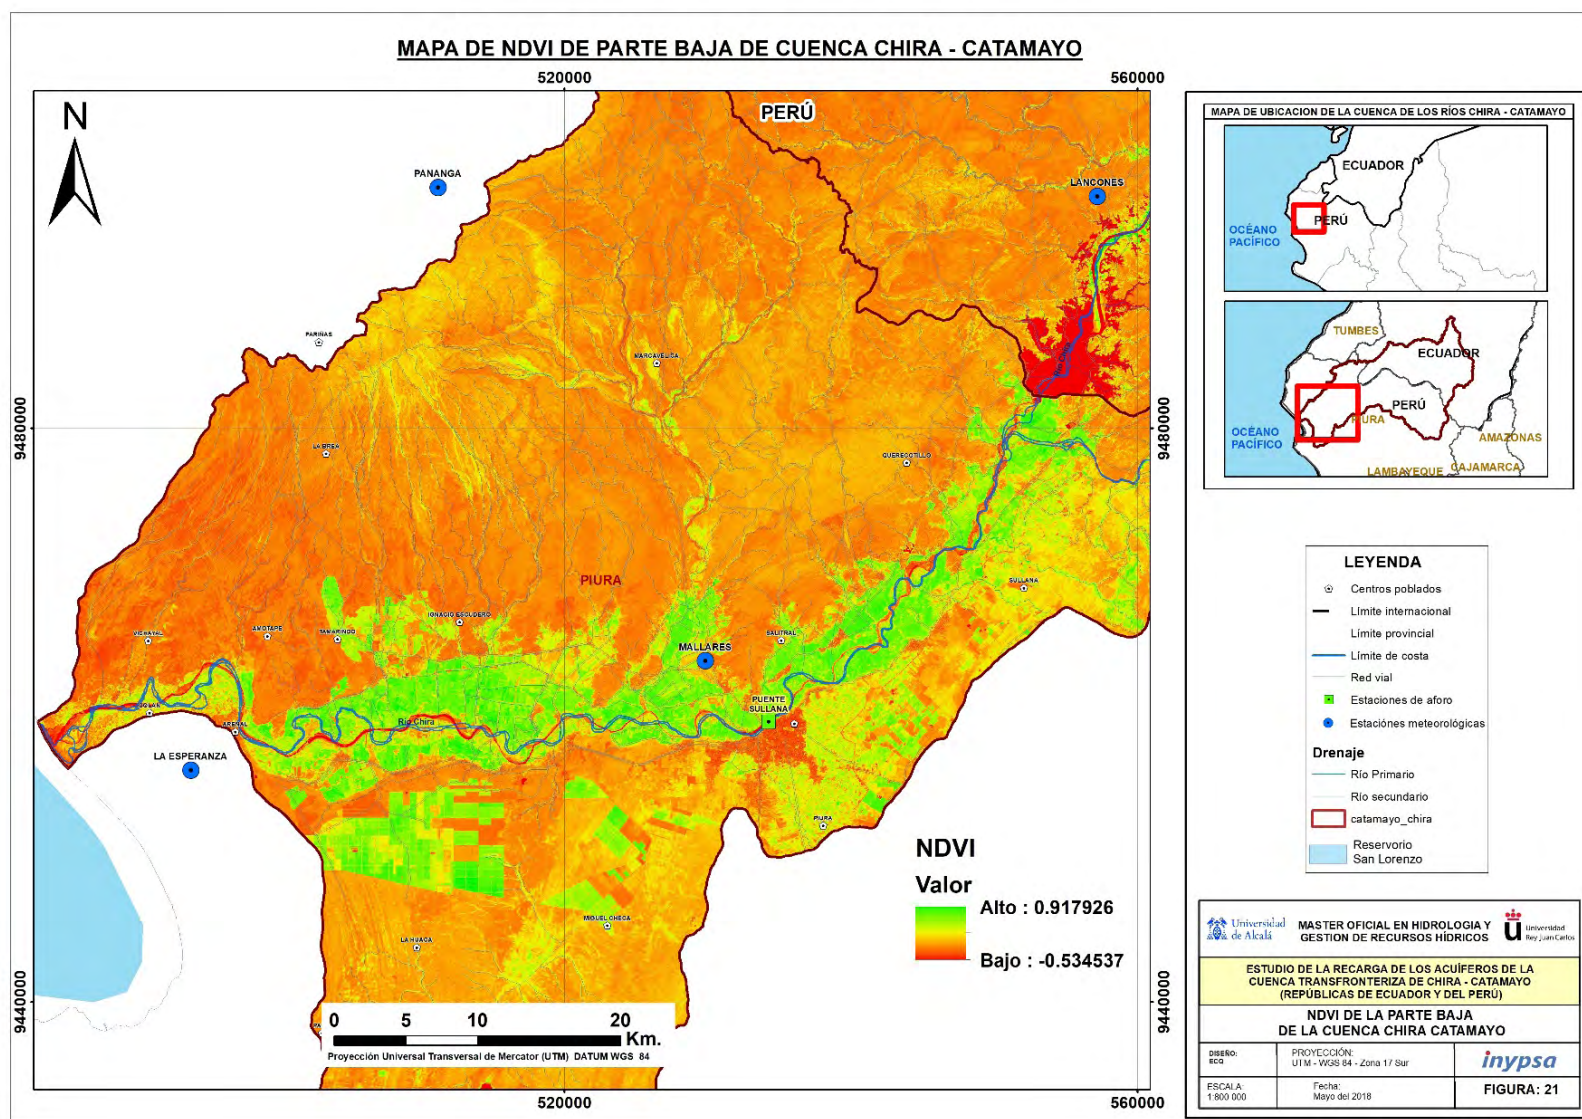 MAPA DE NDVI DE PARTE BAJA DE CUENCA CHIRA - CATAMAYO
520000
560000
N
PERÚ
PANANGA
LANCONES
PARIÑAS
MARCAVELICA
Río Chira
9480000
9480000
LA BREA
QUERECOTILLO
PIURA
SULLANA
IGNACIO ESCUDERO
VICHAYAL
AMOTAPE
TAMARINDO
SALITRAL
MALLARES
PUENTE
SULLANA
COLAN
ARENAL
Río Chira
LA ESPERANZA
PIURA
MIGUEL CHECA
LA HUACA
NDVI
Valor
Alto : 0.917926
Bajo : -0.534537
9440000
9440000
0 5 10 20
Km.
Proyección Universal Transversal de Mercator (UTM) DATUM WGS 84
520000
560000
MAPA DE UBICACION DE LA CUENCA DE LOS RÍOS CHIRA - CATAMAYO
ECUADOR
PERÚ
OCÉANO
PACÍFICO
TUMBES
ECUADOR
PERÚ
PIURA
OCÉANO
PACÍFICO
AMAZONAS
LAMBAYEQUE
CAJAMARCA
LEYENDA
Centros poblados
Límite internacional
Límite provincial
Límite de costa
Red vial
Estaciones de aforo
Estaciónes meteorológicas
Drenaje
Río Primario
Río secundario
catamayo_chira
Reservorio
San Lorenzo
Universidad
de Alcalá
MASTER OFICIAL EN HIDROLOGIA Y
GESTION DE RECURSOS HÍDRICOS
Universidad
Rey Juan Carlos
ESTUDIO DE LA RECARGA DE LOS ACUÍFEROS DE LA
CUENCA TRANSFRONTERIZA DE CHIRA - CATAMAYO
(REPÚBLICAS DE ECUADOR Y DEL PERÚ)
NDVI DE LA PARTE BAJA
DE LA CUENCA CHIRA CATAMAYO
DISEÑO:
ECQ
PROYECCIÓN:
UTM - WGS 84 - Zona 17 Sur
inypsa
ESCALA:
1:800 000
Fecha:
Mayo del 2018
FIGURA: 21